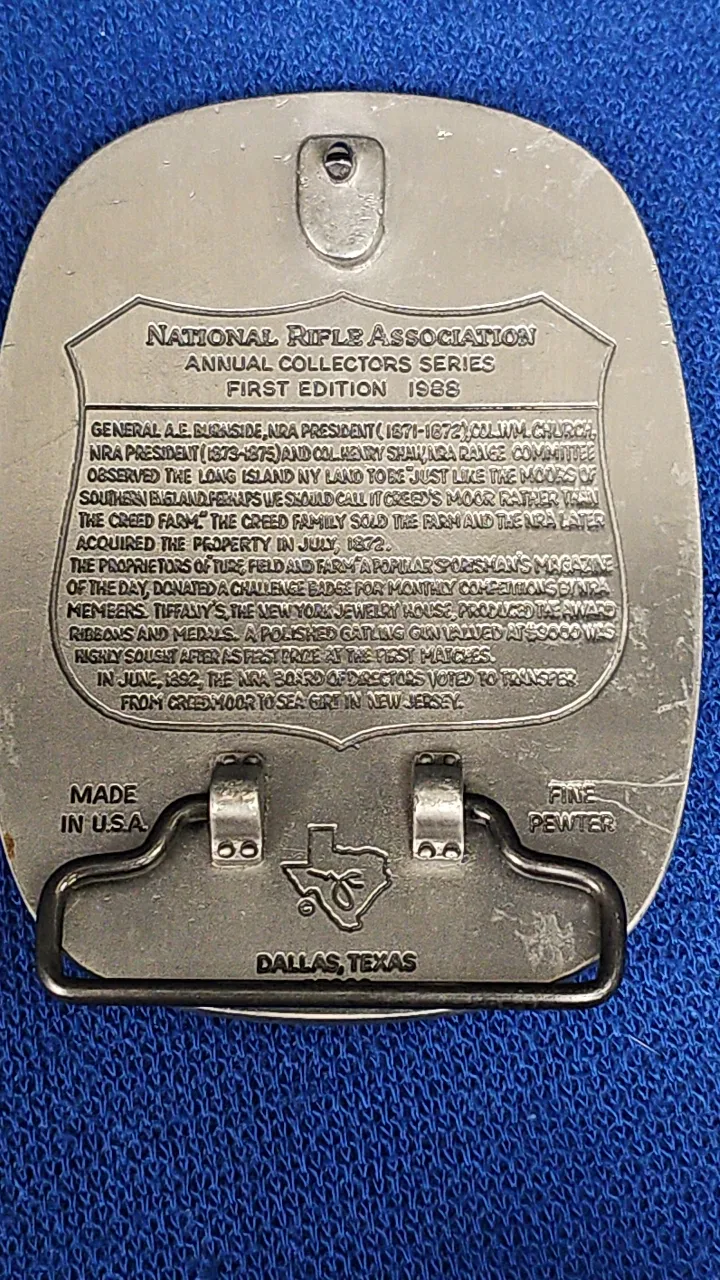 NATIONAL RIFLE ASSOCIATION
ANNUAL COLLECTORS SERIES
FIRST EDITION 1988
GENERAL A.E. BURNSIDE, NRA PRESIDENT (1871-1872), COL. WM. CHURCH,
NRA PRESIDENT (1873-1875) AND COL. HENRY SHAW, NRA RANGE COMMITTEE
OBSERVED THE LONG ISLAND NY LAND TO BE "JUST LIKE THE MOORS OF
SOUTHERN ENGLAND. PERHAPS WE SHOULD CALL IT CREED'S MOOR RATHER THAN
THE CREED FARM." THE CREED FAMILY SOLD THE FARM AND THE NRA LATER
ACQUIRED THE PROPERTY IN JULY, 1872.
THE PROPRIETORS OF TURF, FIELD AND FARM A POPULAR SPORTSMAN'S MAGAZINE
OF THE DAY, DONATED A CHALLENGE BADGE FOR MONTHLY COMPETITIONS BY NRA
MEMBERS. TIFFANY'S, THE NEW YORK JEWELRY HOUSE, PRODUCED THE AWARD
RIBBONS AND MEDALS. A POLISHED GATLING GUN VALUED AT WAS
HIGHLY SOUGHT AFTER AS FIRST PRIZE AT THE FIRST MATCHES.
IN JUNE, 1892, THE NRA BOARD OF DIRECTORS VOTED TO TRANSFER
FROM CREEDMOOR TO SEA GIRT IN NEW JERSEY.
MADE
IN U.S.A.
FINE
PEWTER
©
DALLAS, TEXAS